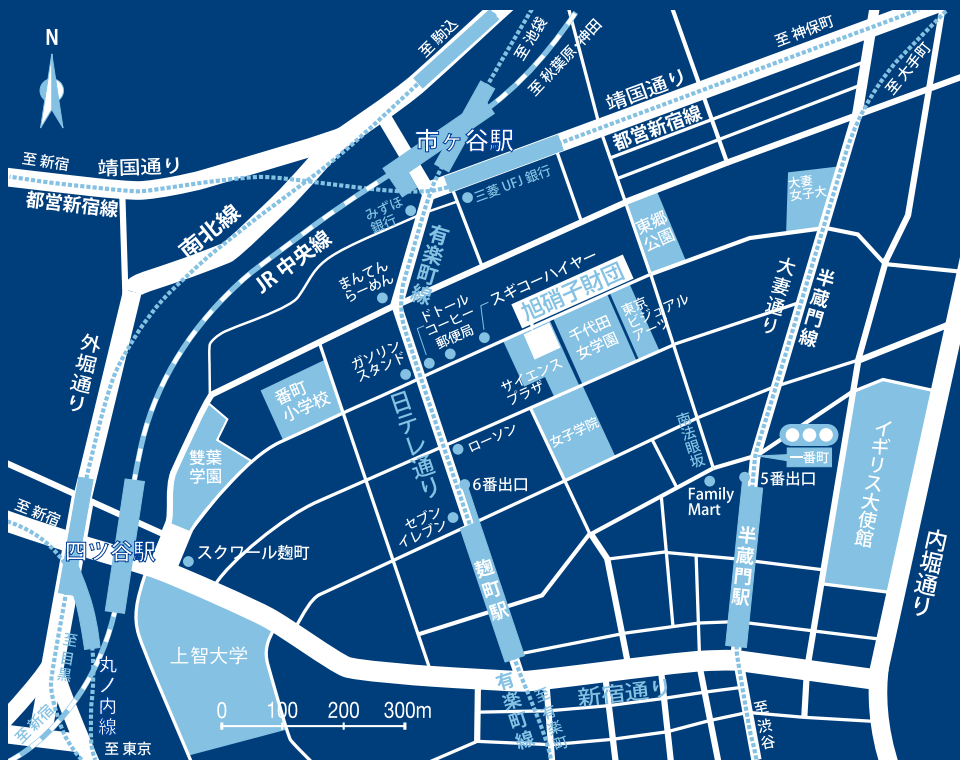 N
至 駒込
至 池袋
至 秋葉原、神田
至 神保町
至 大手町
靖国通り
都営新宿線
市ヶ谷駅
至 新宿
靖国通り
都営新宿線
南北線
JR 中央線
みずほ
銀行
三菱 UFJ 銀行
大妻
女子大
東郷
公園
有楽町線
まんてん
らーめん
ドトール
コーヒー
郵便局
スギコーハイヤー
旭硝子財団
千代田
女学園
東京
ビジュアル
アーツ
大妻通り
半蔵門線
外堀通り
ガソリン
スタンド
サイエンス
プラザ
番町
小学校
日テレ通り
女子学院
南法眼坂
ローソン
一番町
イギリス大使館
雙葉
学園
6番出口
5番出口
Family
Mart
セブン
イレブン
至 新宿
四ツ谷駅
スクワール麹町
麹町駅
半蔵門駅
内堀通り
至 目黒
丸ノ内線
上智大学
至 新宿
至 東京
0 100 200 300m
有楽町線
至 有楽町
新宿通り
至 渋谷